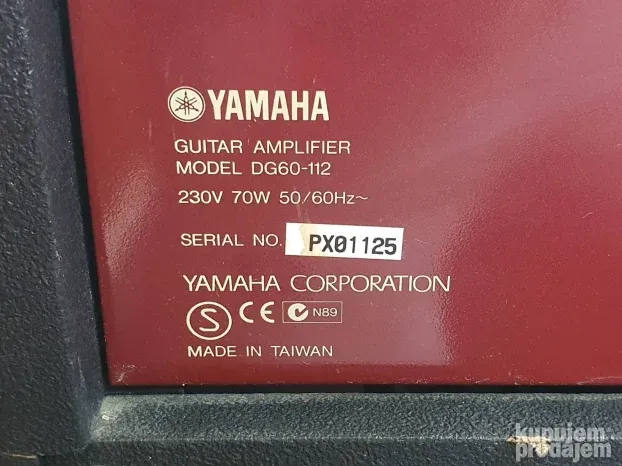 YAMAHA
GUITAR AMPLIFIER
MODEL DG60-112
230V 70W 50/60Hz~
SERIAL NO. PX01125
YAMAHA CORPORATION
S CE N89
MADE IN TAIWAN
kupujem
prodajem